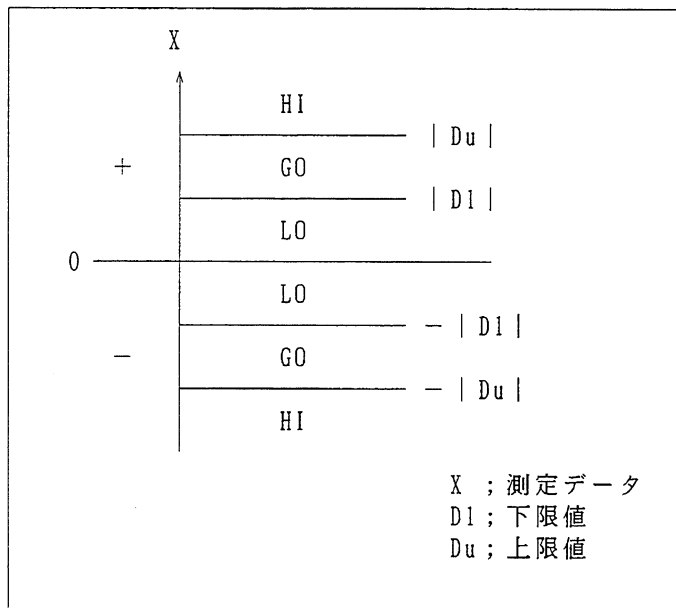 X
HI
| Du |
+
GO
| Dl |
LO
0
LO
− | Dl |
−
GO
− | Du |
HI
X ; 測定データ
Dl ; 下限値
Du ; 上限値